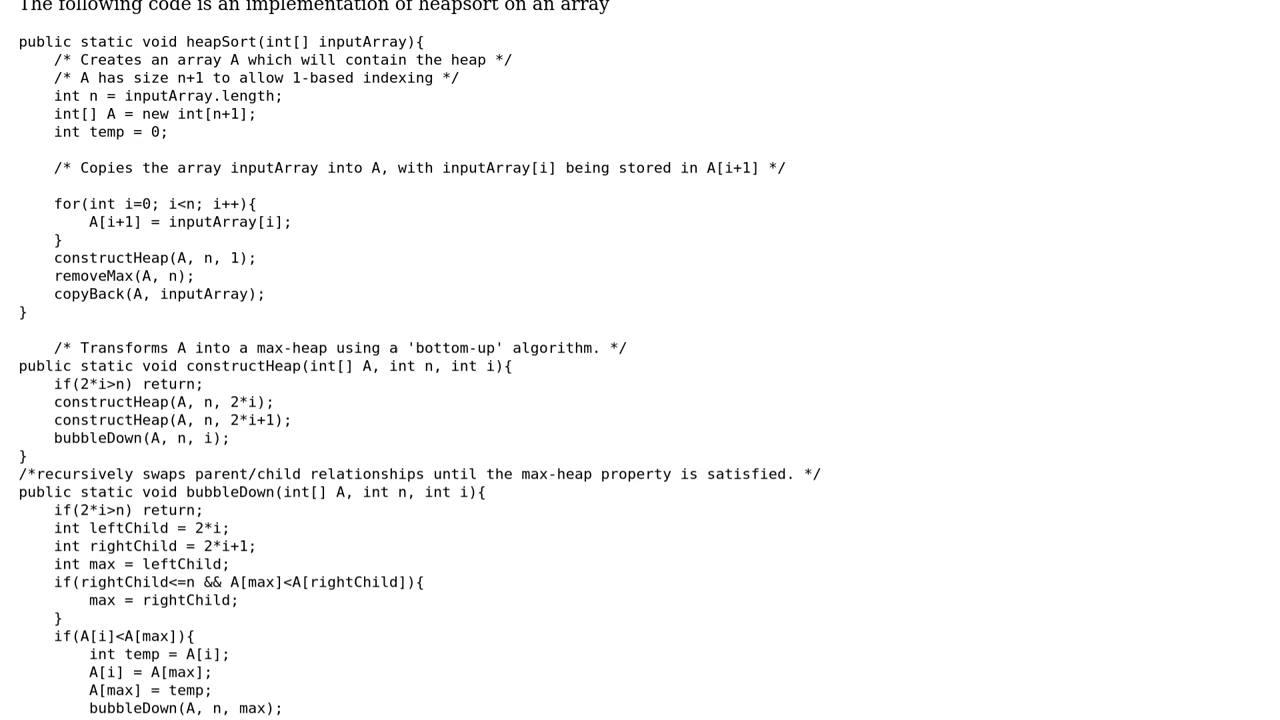 The following code is an implementation of heapsort on an array
public static void heapSort(int[] inputArray){
    /* Creates an array A which will contain the heap */
    /* A has size n+1 to allow 1-based indexing */
    int n = inputArray.length;
    int[] A = new int[n+1];
    int temp = 0;
    /* Copies the array inputArray into A, with inputArray[i] being stored in A[i+1] */
    for(int i=0; i<n; i++){
        A[i+1] = inputArray[i];
    }
    constructHeap(A, n, 1);
    removeMax(A, n);
    copyBack(A, inputArray);
}
    /* Transforms A into a max-heap using a 'bottom-up' algorithm. */
public static void constructHeap(int[] A, int n, int i){
    if(2*i>n) return;
    constructHeap(A, n, 2*i);
    constructHeap(A, n, 2*i+1);
    bubbleDown(A, n, i);
}
/*recursively swaps parent/child relationships until the max-heap property is satisfied. */
public static void bubbleDown(int[] A, int n, int i){
    if(2*i>n) return;
    int leftChild = 2*i;
    int rightChild = 2*i+1;
    int max = leftChild;
    if(rightChild<=n && A[max]<A[rightChild]){
        max = rightChild;
    }
    if(A[i]<A[max]){
        int temp = A[i];
        A[i] = A[max];
        A[max] = temp;
        bubbleDown(A, n, max);